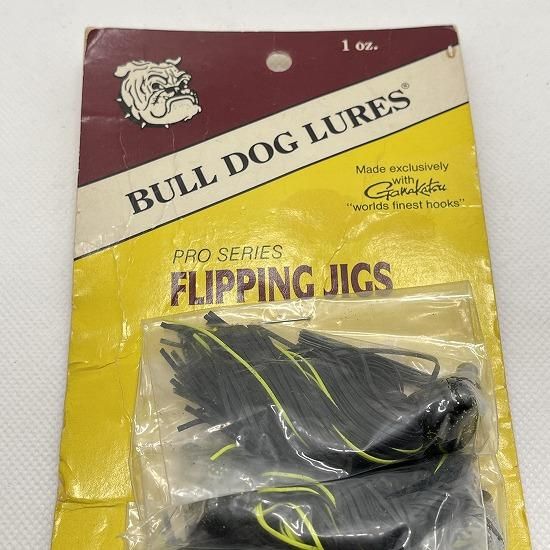 1 oz.
BULL DOG LURES®
Made exclusively
with
Gamakatsu
"worlds finest hooks"
PRO SERIES
FLIPPING JIGS